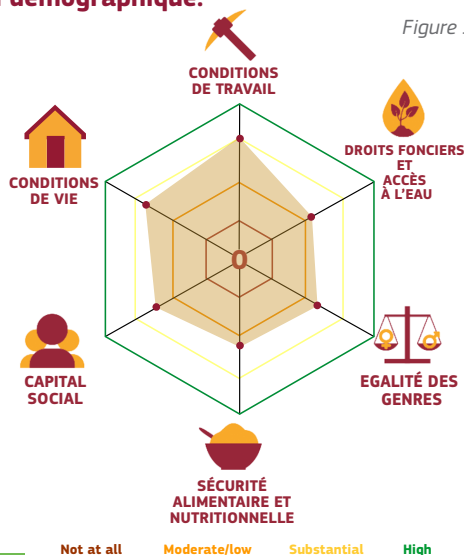 démographique.
Figure
CONDITIONS
DE TRAVAIL
DROITS FONCIERS
ET
ACCÈS
À L’EAU
CONDITIONS
DE VIE
0
CAPITAL
SOCIAL
EGALITÉ DES
GENRES
SÉCURITÉ
ALIMENTAIRE ET
NUTRITIONNELLE
Not at all Moderate/low Substantial High